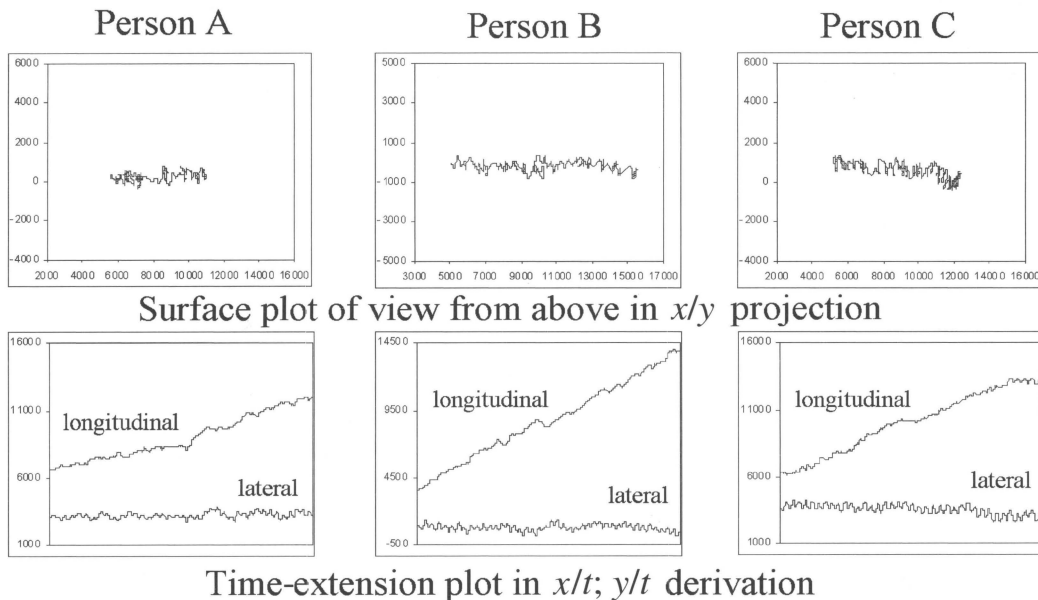 Person A Person B Person C
6000 5000 6000
4000 3000 4000
2000 1000 2000
0 -1000 0
-2000 -3000 -2000
-4000 -5000 -4000
2000 4000 6000 8000 10000 12000 14000 16000 3000 5000 7000 9000 11000 13000 15000 17000 2000 4000 6000 8000 10000 12000 14000 16000
Surface plot of view from above in x/y projection
16000 14500 16000
11000 9500 11000
longitudinal longitudinal longitudinal
6000 4500 6000
lateral lateral lateral
1000 -500 1000
Time-extension plot in x/t; y/t derivation